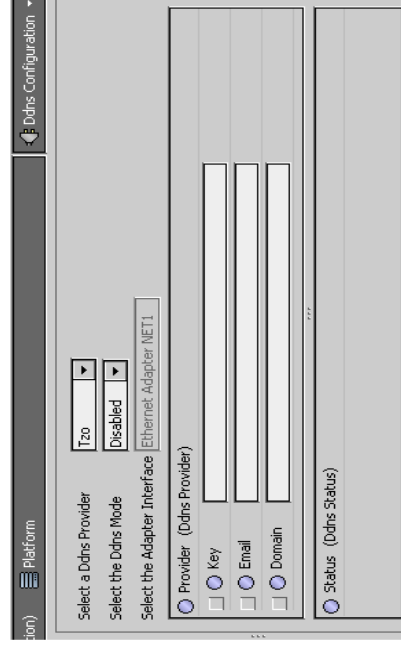 ion) Platform Ddns Configuration
Select a Ddns Provider Tzo
Select the Ddns Mode Disabled
Select the Adapter Interface Ethernet Adapter NET1
Provider (Ddns Provider)
Key
Email
Domain
Status (Ddns Status)